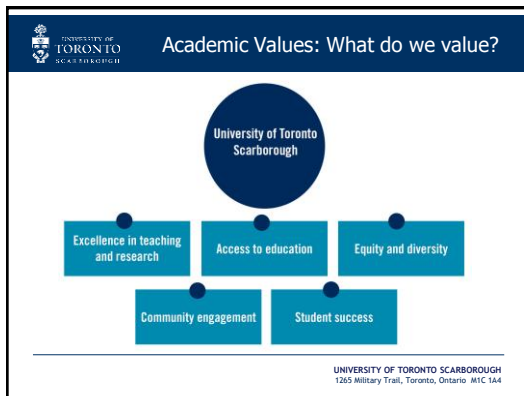 UNIVERSITY OF
TORONTO
SCARBOROUGH
Academic Values: What do we value?
University of Toronto
Scarborough
Excellence in teaching
and research
Access to education
Equity and diversity
Community engagement
Student success
UNIVERSITY OF TORONTO SCARBOROUGH
1265 Military Trail, Toronto, Ontario M1C 1A4